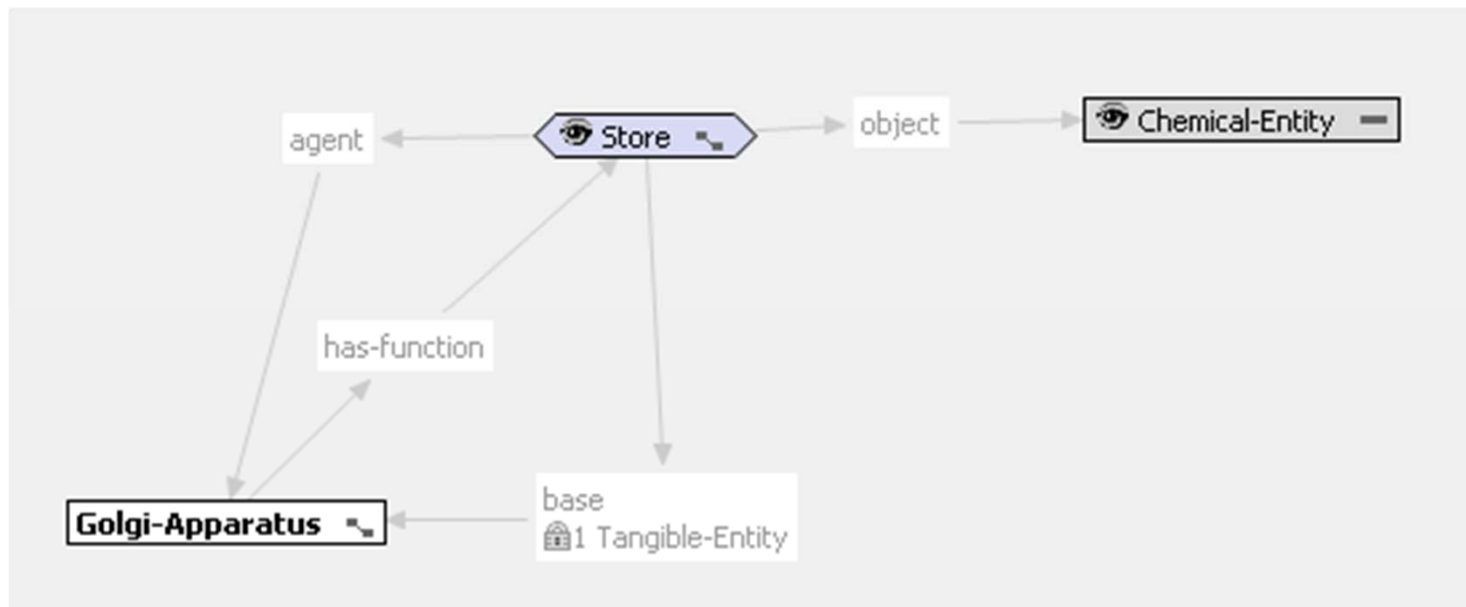 agent
Store
object
Chemical-Entity
has-function
Golgi-Apparatus
base
1 Tangible-Entity